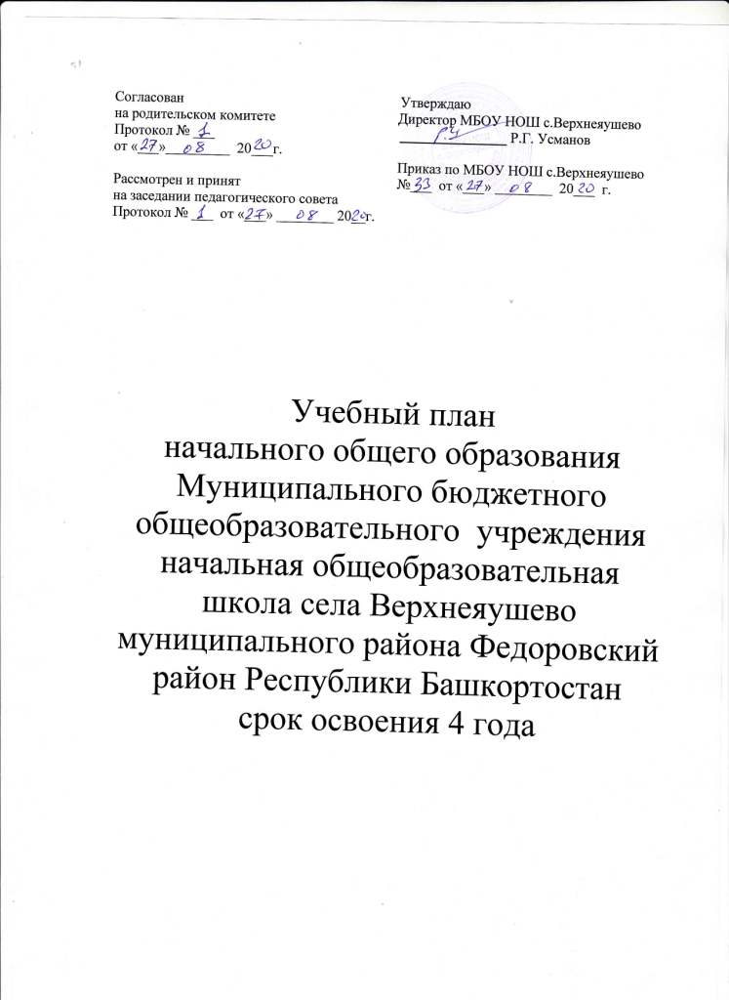 Согласован
на родительском комитете
Протокол № 1
от «27» 08 2020г.
Рассмотрен и принят
на заседании педагогического совета
Протокол № 1 от «27» 08 2020г.
Утверждаю
Директор МБОУ НОШ с.Верхнеяушево
Р.Г. Усманов
Приказ по МБОУ НОШ с.Верхнеяушево
№ 33 от «27» 08 2020 г.
Учебный план
начального общего образования
Муниципального бюджетного
общеобразовательного учреждения
начальная общеобразовательная
школа села Верхнеяушево
муниципального района Федоровский
район Республики Башкортостан
срок освоения 4 года